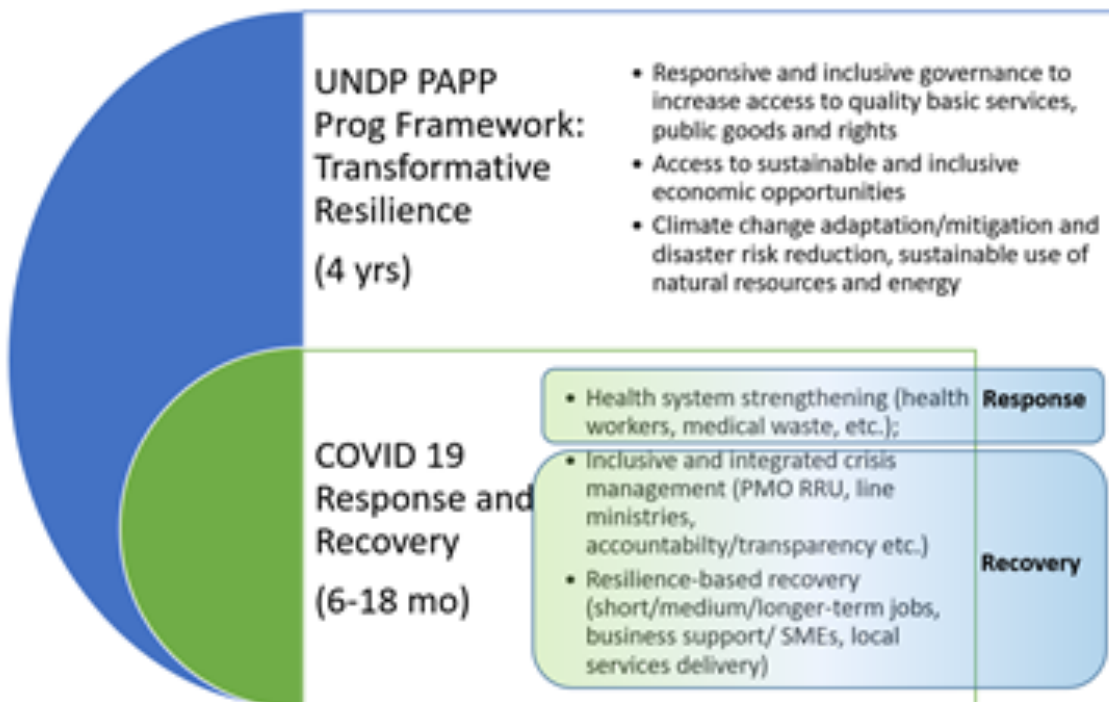 UNDP PAPP
Prog Framework:
Transformative
Resilience
(4 yrs)
• Responsive and inclusive governance to
increase access to quality basic services,
public goods and rights
• Access to sustainable and inclusive
economic opportunities
• Climate change adaptation/mitigation and
disaster risk reduction, sustainable use of
natural resources and energy
COVID 19
Response and
Recovery
(6-18 mo)
• Health system strengthening (health
workers, medical waste, etc.);
Response
• Inclusive and integrated crisis
management (PMO RRU, line
ministries,
accountabilty/transparency etc.)
• Resilience-based recovery
(short/medium/longer-term jobs,
business support/ SMEs, local
services delivery)
Recovery